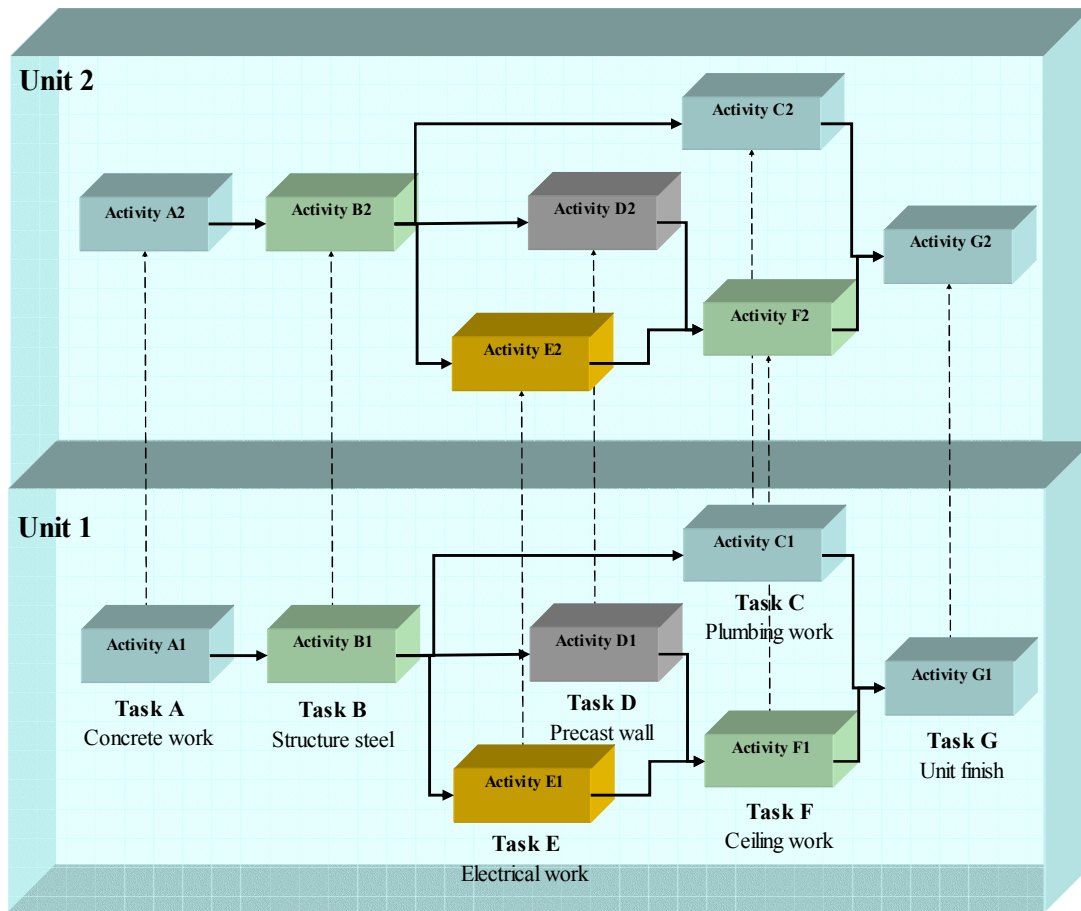 Unit 2
Activity C2
Activity A2
Activity B2
Activity D2
Activity G2
Activity F2
Activity E2
Unit 1
Activity C1
Task C
Plumbing work
Activity A1
Activity B1
Activity D1
Activity G1
Task A
Concrete work
Task B
Structure steel
Task D
Precast wall
Activity F1
Task G
Unit finish
Activity E1
Task F
Ceiling work
Task E
Electrical work